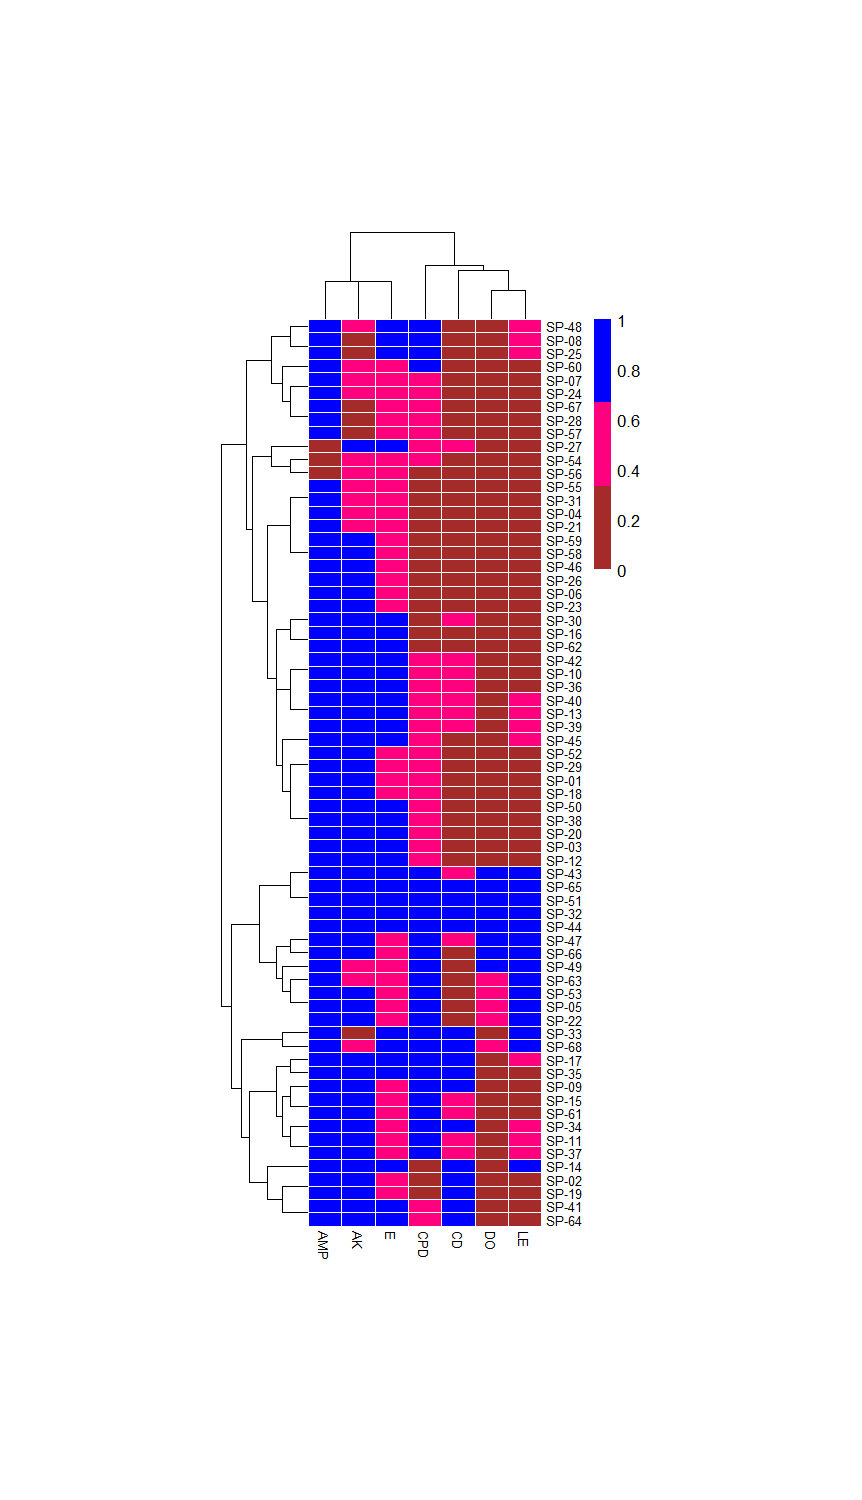 SP-48
SP-08
SP-25
SP-60
SP-07
SP-24
SP-67
SP-28
SP-57
SP-27
SP-54
SP-56
SP-55
SP-31
SP-04
SP-21
SP-59
SP-58
SP-46
SP-26
SP-06
SP-23
SP-30
SP-16
SP-62
SP-42
SP-10
SP-36
SP-40
SP-13
SP-39
SP-45
SP-52
SP-29
SP-01
SP-18
SP-50
SP-38
SP-20
SP-03
SP-12
SP-43
SP-65
SP-51
SP-32
SP-44
SP-47
SP-66
SP-49
SP-63
SP-53
SP-05
SP-22
SP-33
SP-68
SP-17
SP-35
SP-09
SP-15
SP-61
SP-34
SP-11
SP-37
SP-14
SP-02
SP-19
SP-41
SP-64
1
0.8
0.6
0.4
0.2
0
AMP
AK
E
CPD
CD
DO
LE